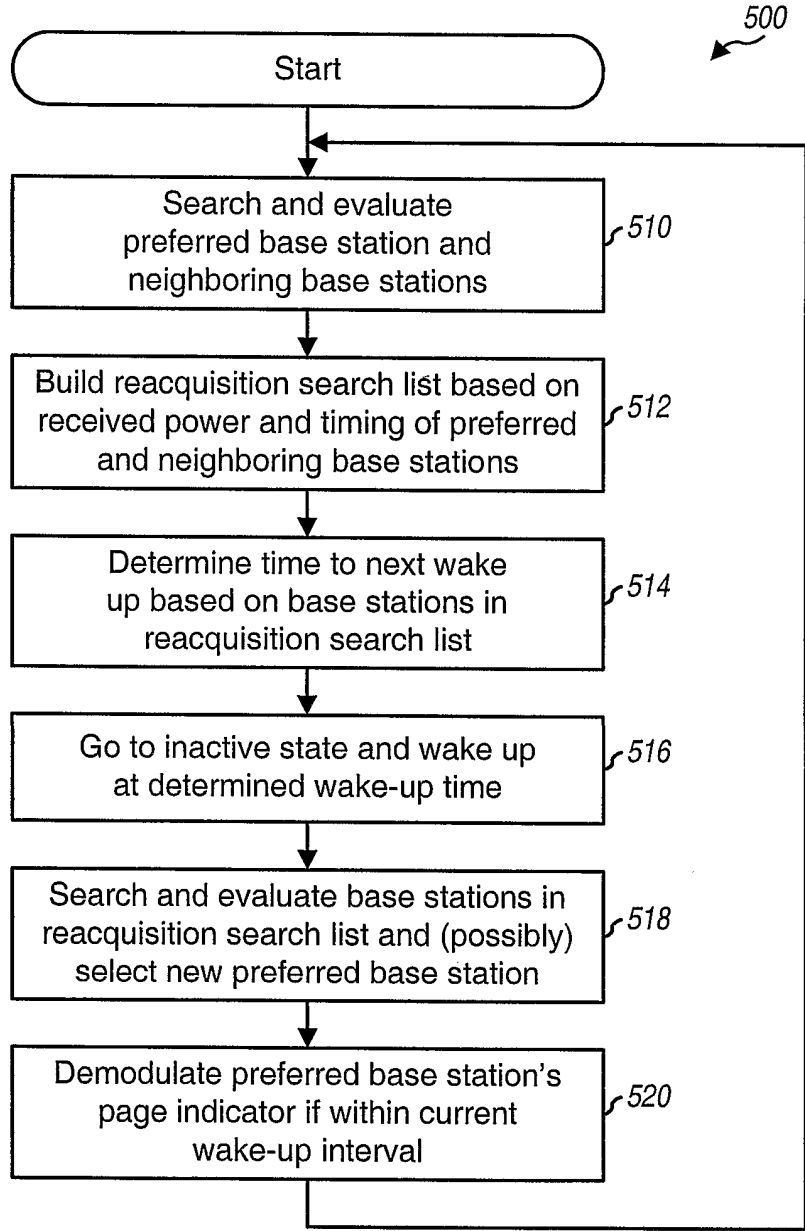 500
Start
Search and evaluate
preferred base station and
neighboring base stations
510
Build reacquisition search list based on
received power and timing of preferred
and neighboring base stations
512
Determine time to next wake
up based on base stations in
reacquisition search list
514
Go to inactive state and wake up
at determined wake-up time
516
Search and evaluate base stations in
reacquisition search list and (possibly)
select new preferred base station
518
Demodulate preferred base station's
page indicator if within current
wake-up interval
520